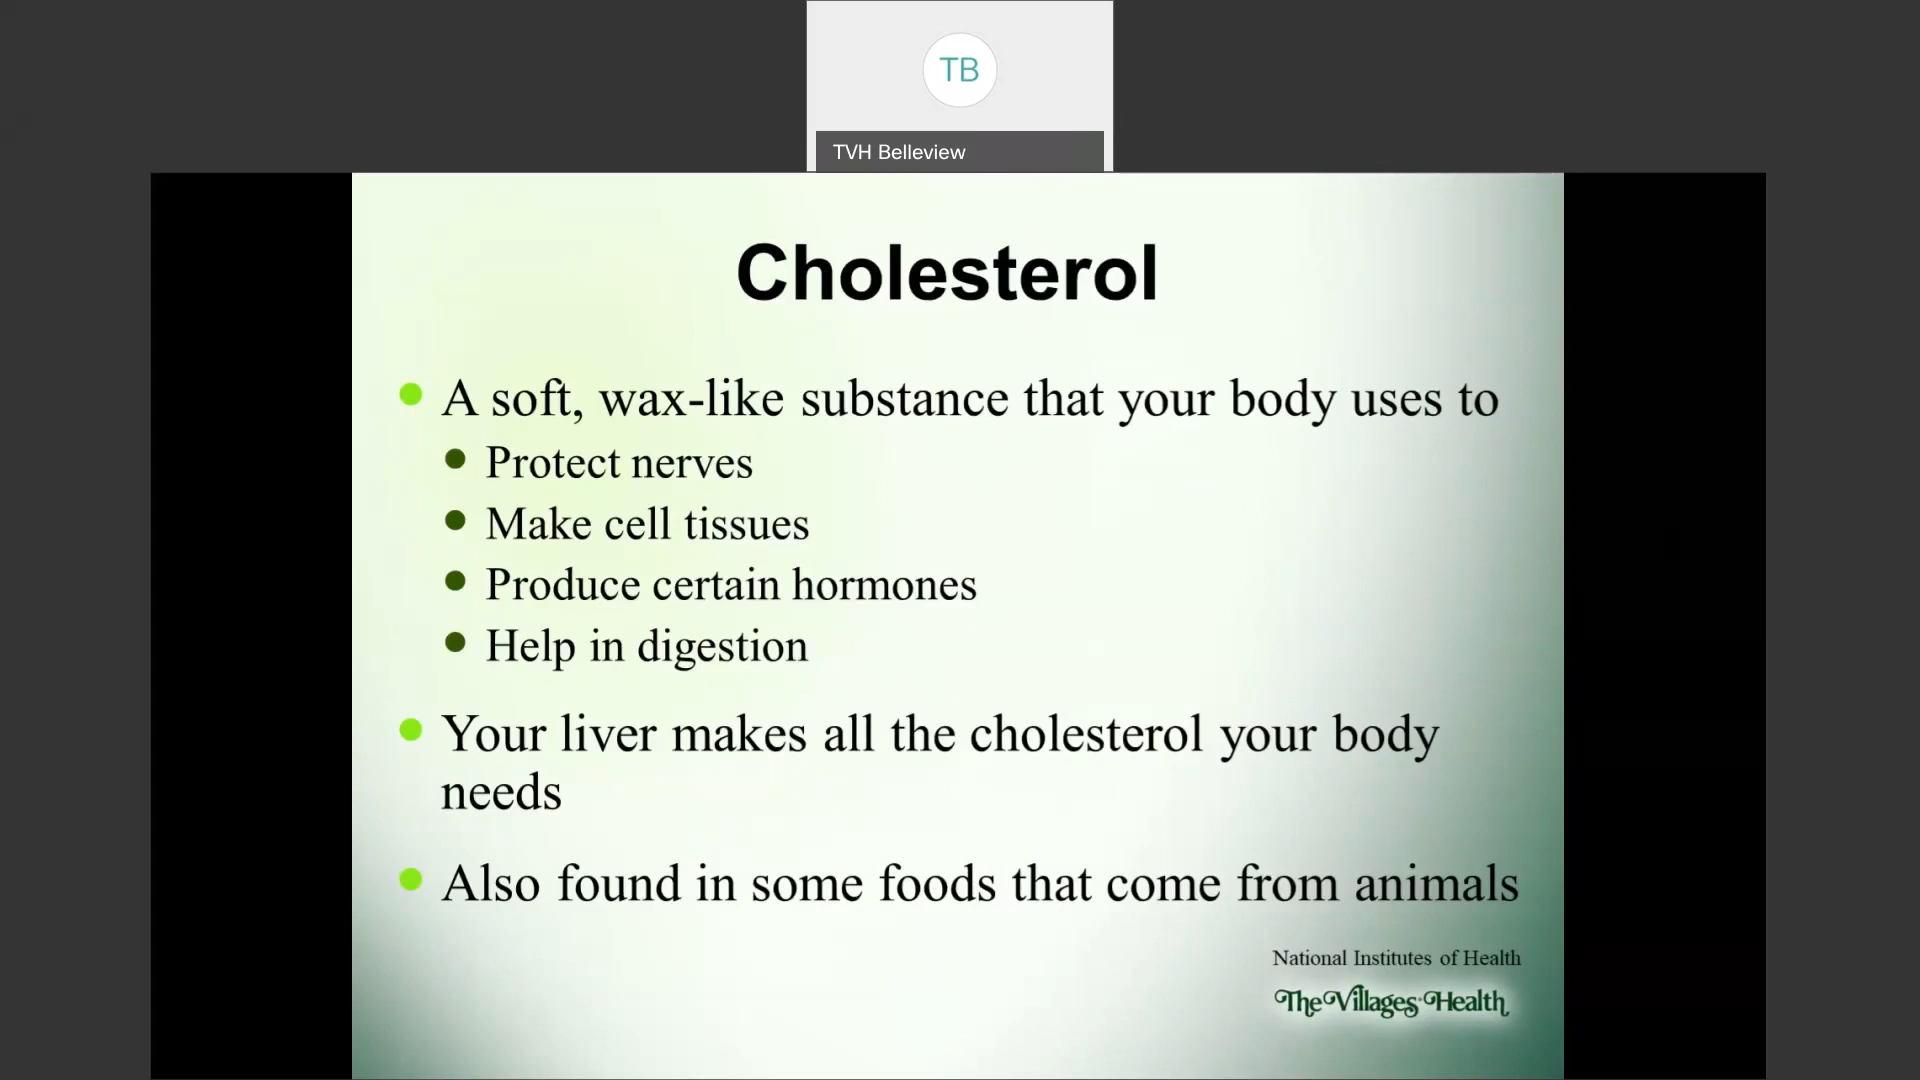 TB
TVH Belleview
Cholesterol
A soft, wax-like substance that your body uses to
Protect nerves
Make cell tissues
Produce certain hormones
Help in digestion
Your liver makes all the cholesterol your body
needs
Also found in some foods that come from animals
National Institutes of Health
The Villages Health